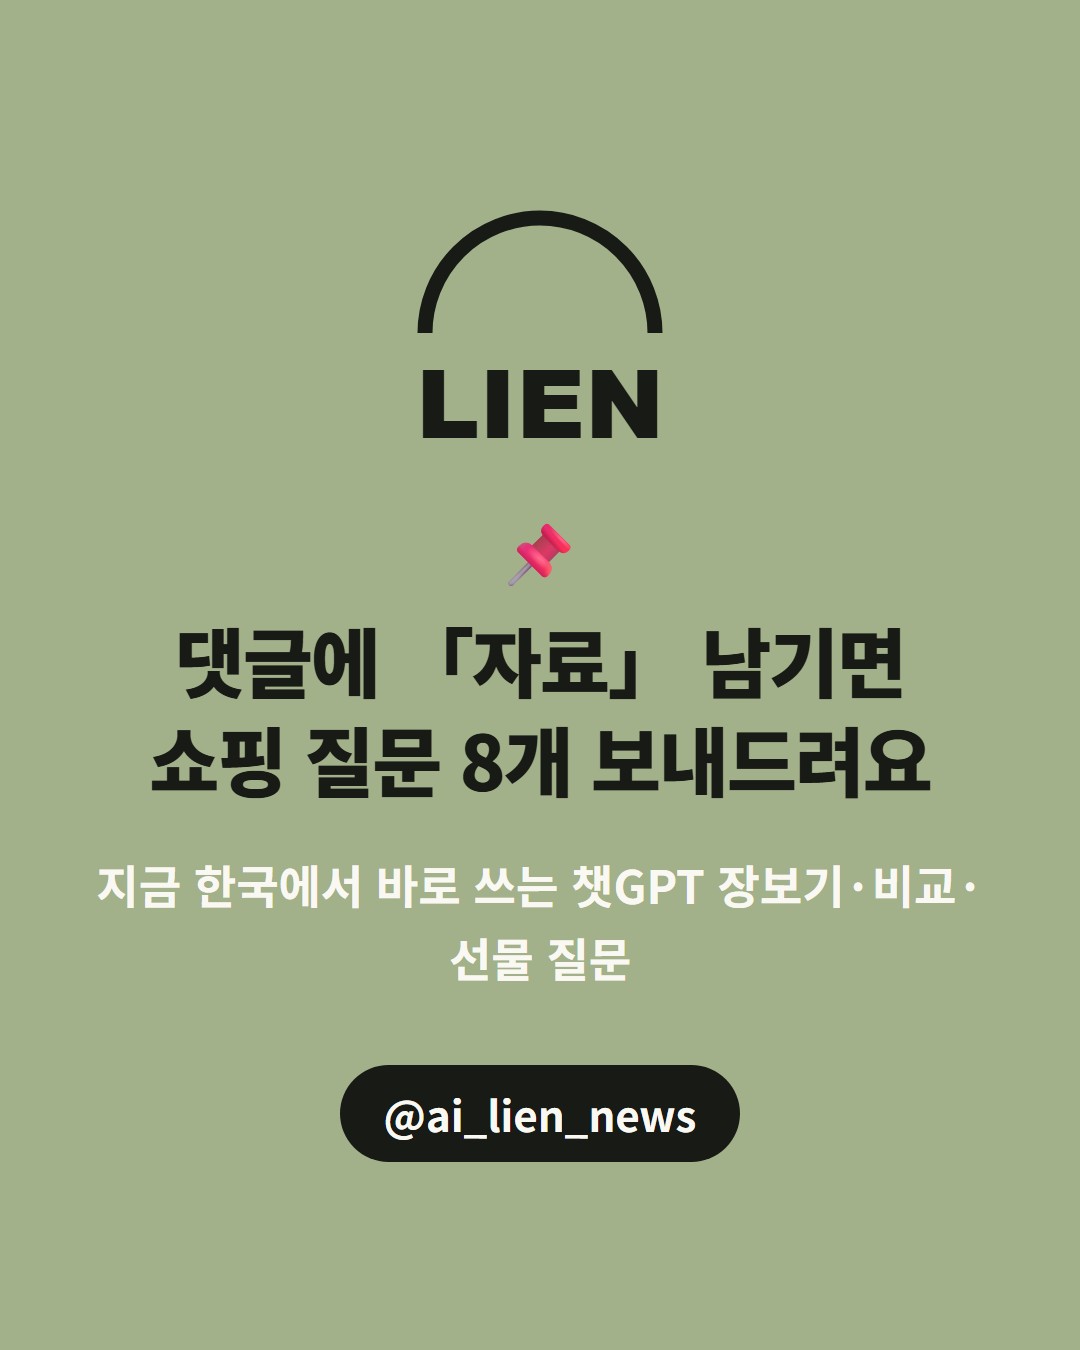 LIEN
댓글에 「자료」 남기면
쇼핑 질문 8개 보내드려요
지금 한국에서 바로 쓰는 챗GPT 장보기·비교·
선물 질문
@ai_lien_news